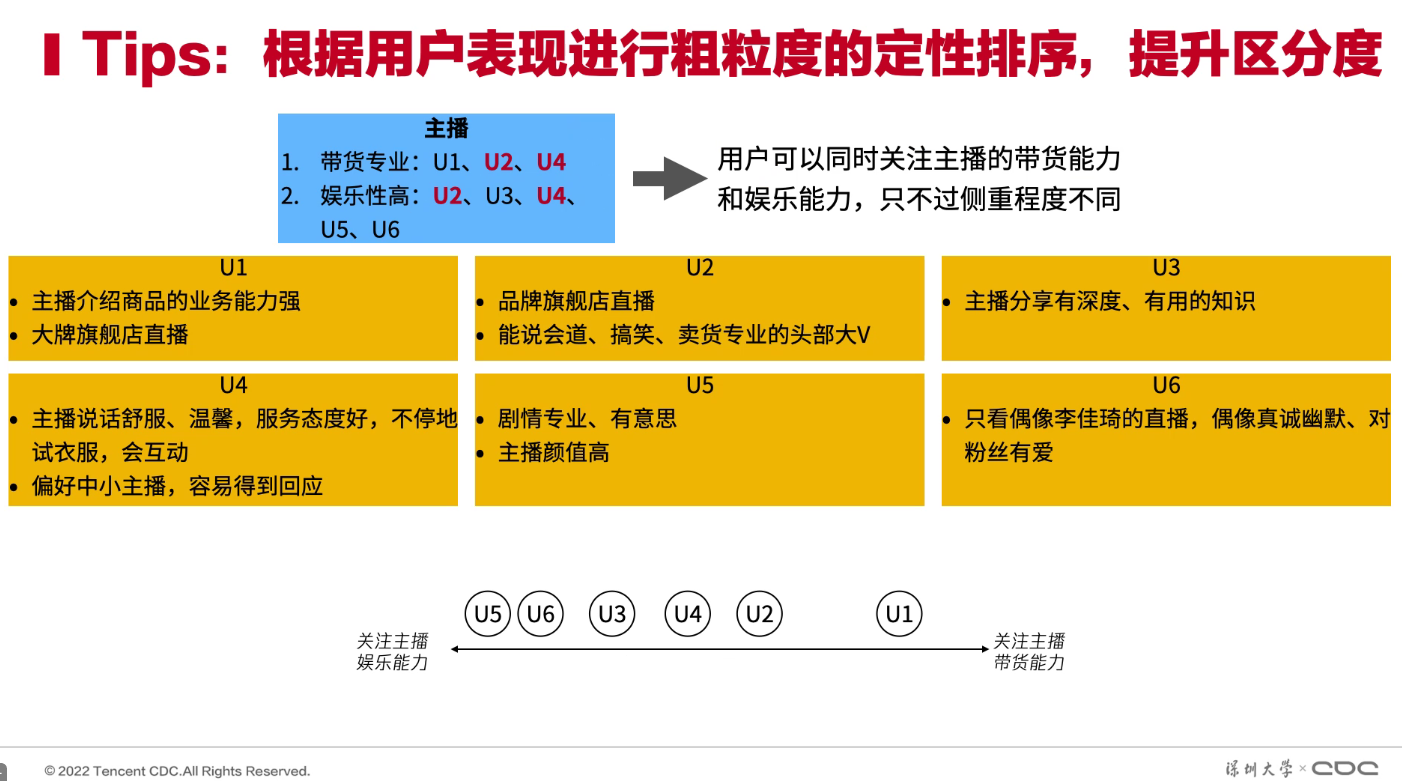 Tips: 根据用户表现进行粗粒度的定性排序，提升区分度
主播
1. 带货专业：U1、U2、U4
2. 娱乐性高：U2、U3、U4、
U5、U6
用户可以同时关注主播的带货能力
和娱乐能力，只不过侧重程度不同
U1
• 主播介绍商品的业务能力强
• 大牌旗舰店直播
U2
• 品牌旗舰店直播
• 能说会道、搞笑、卖货专业的头部大V
U3
• 主播分享有深度、有用的知识
U4
• 主播说话舒服、温馨，服务态度好，不停地
试衣服，会互动
• 偏好中小主播，容易得到回应
U5
• 剧情专业、有意思
• 主播颜值高
U6
• 只看偶像李佳琦的直播，偶像真诚幽默、对
粉丝有爱
U5 U6 U3 U4 U2 U1
关注主播
娱乐能力
关注主播
带货能力
© 2022 Tencent CDC.All Rights Reserved.
深圳大学 × CDC